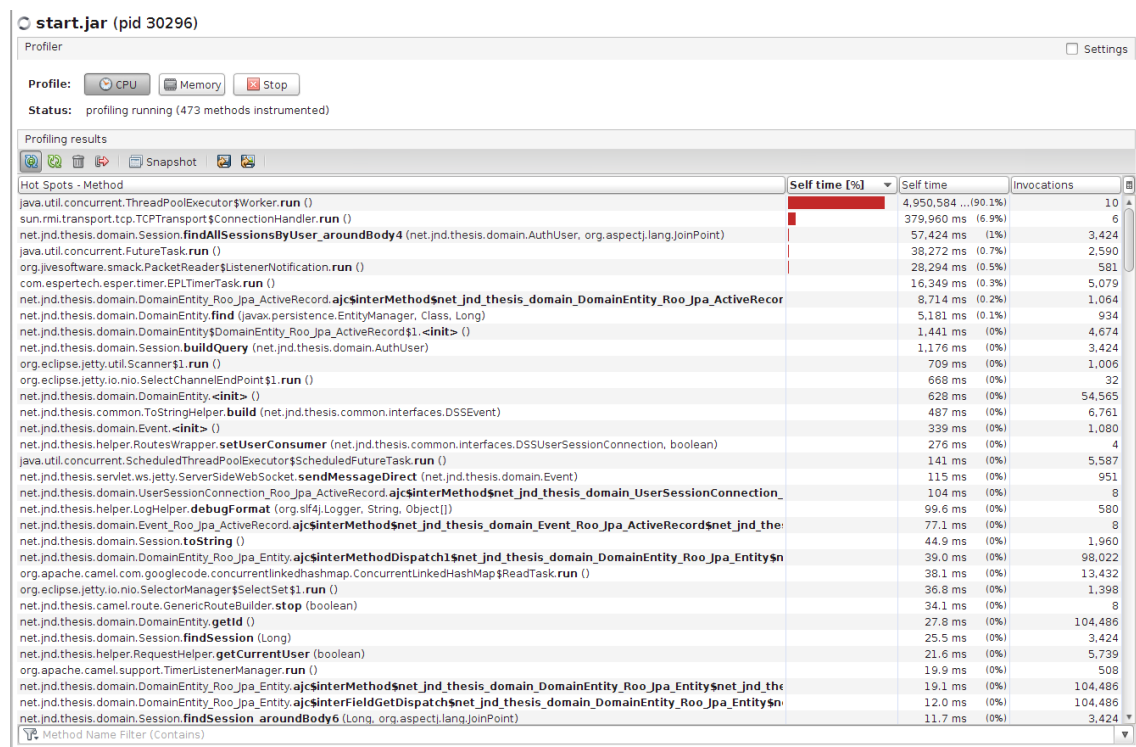 start.jar (pid 30296)
Profiler
Settings
Profile: CPU Memory Stop
Status: profiling running (473 methods instrumented)
Profiling results
Snapshot
Hot Spots - Method Self time [%] Self time Invocations
java.util.concurrent.ThreadPoolExecutor$Worker.run () 4,950,584 ...(90.1%) 10
sun.rmi.transport.tcp.TCPTransport$ConnectionHandler.run () 379,960 ms (6.9%) 6
net.jnd.thesis.domain.Session.findAllSessionsByUser_aroundBody4 (net.jnd.thesis.domain.AuthUser, org.aspectj.lang.JoinPoint) 57,424 ms (1%) 3,424
java.util.concurrent.FutureTask.run () 38,272 ms (0.7%) 2,590
org.jivesoftware.smack.PacketReader$ListenerNotification.run () 28,294 ms (0.5%) 581
com.espertech.esper.timer.EPLTimerTask.run () 16,349 ms (0.3%) 5,079
net.jnd.thesis.domain.DomainEntity_Roo_Jpa_ActiveRecord.ajc$interMethod$net_jnd_thesis_domain_DomainEntity_Roo_Jpa_ActiveRecor 8,714 ms (0.2%) 1,064
net.jnd.thesis.domain.DomainEntity.find (javax.persistence.EntityManager, Class, Long) 5,181 ms (0.1%) 934
net.jnd.thesis.domain.DomainEntity$DomainEntity_Roo_Jpa_ActiveRecord$1.<init> () 1,441 ms (0%) 4,674
net.jnd.thesis.domain.Session.buildQuery (net.jnd.thesis.domain.AuthUser) 1,176 ms (0%) 3,424
org.eclipse.jetty.util.Scanner$1.run () 709 ms (0%) 1,006
org.eclipse.jetty.io.nio.SelectChannelEndPoint$1.run () 668 ms (0%) 32
net.jnd.thesis.domain.DomainEntity.<init> () 628 ms (0%) 54,565
net.jnd.thesis.common.ToStringHelper.build (net.jnd.thesis.common.interfaces.DSSEvent) 487 ms (0%) 6,761
net.jnd.thesis.domain.Event.<init> () 339 ms (0%) 1,080
net.jnd.thesis.helper.RoutesWrapper.setUserConsumer (net.jnd.thesis.common.interfaces.DSSUserSessionConnection, boolean) 276 ms (0%) 4
java.util.concurrent.ScheduledThreadPoolExecutor$ScheduledFutureTask.run () 141 ms (0%) 5,587
net.jnd.thesis.servlet.ws.jetty.ServerSideWebSocket.sendMessageDirect (net.jnd.thesis.domain.Event) 115 ms (0%) 951
net.jnd.thesis.domain.UserSessionConnection_Roo_Jpa_ActiveRecord.ajc$interMethod$net_jnd_thesis_domain_UserSessionConnection_ 104 ms (0%) 8
net.jnd.thesis.helper.LogHelper.debugFormat (org.slf4j.Logger, String, Object[]) 99.6 ms (0%) 580
net.jnd.thesis.domain.Event_Roo_Jpa_ActiveRecord.ajc$interMethod$net_jnd_thesis_domain_Event_Roo_Jpa_ActiveRecord$net_jnd_the 77.1 ms (0%) 8
net.jnd.thesis.domain.Session.toString () 44.9 ms (0%) 1,960
net.jnd.thesis.domain.DomainEntity_Roo_Jpa_Entity.ajc$interMethodDispatch1$net_jnd_thesis_domain_DomainEntity_Roo_Jpa_Entity$n 39.0 ms (0%) 98,022
org.apache.camel.com.googlecode.concurrentlinkedhashmap.ConcurrentLinkedHashMap$ReadTask.run () 38.1 ms (0%) 13,432
org.eclipse.jetty.io.nio.SelectorManager$SelectSet$1.run () 36.8 ms (0%) 1,398
net.jnd.thesis.camel.route.GenericRouteBuilder.stop (boolean) 34.1 ms (0%) 8
net.jnd.thesis.domain.DomainEntity.getId () 27.8 ms (0%) 104,486
net.jnd.thesis.domain.Session.findSession (Long) 25.5 ms (0%) 3,424
net.jnd.thesis.helper.RequestHelper.getCurrentUser (boolean) 21.6 ms (0%) 5,739
org.apache.camel.support.TimerListenerManager.run () 19.9 ms (0%) 508
net.jnd.thesis.domain.DomainEntity_Roo_Jpa_Entity.ajc$interMethod$net_jnd_thesis_domain_DomainEntity_Roo_Jpa_Entity$net_jnd_the 19.1 ms (0%) 104,486
net.jnd.thesis.domain.DomainEntity_Roo_Jpa_Entity.ajc$interFieldGetDispatch$net_jnd_thesis_domain_DomainEntity_Roo_Jpa_Entity$n 12.0 ms (0%) 104,486
net.jnd.thesis.domain.Session.findSession_aroundBody6 (Long, org.aspectj.lang.JoinPoint) 11.7 ms (0%) 3,424
Method Name Filter (Contains)